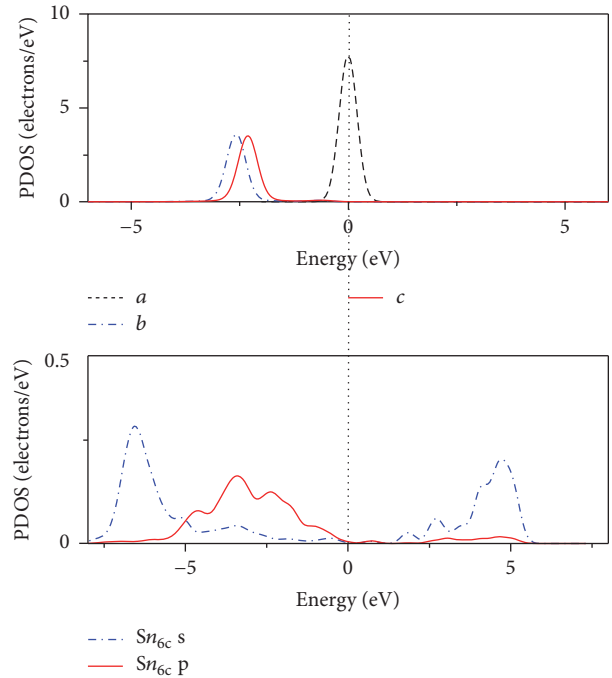 10
5
0
PDOS (electrons/eV)
−5 0 5
Energy (eV)
a c
b
0.5
0
PDOS (electrons/eV)
−5 0 5
Energy (eV)
Sn6c s
Sn6c p